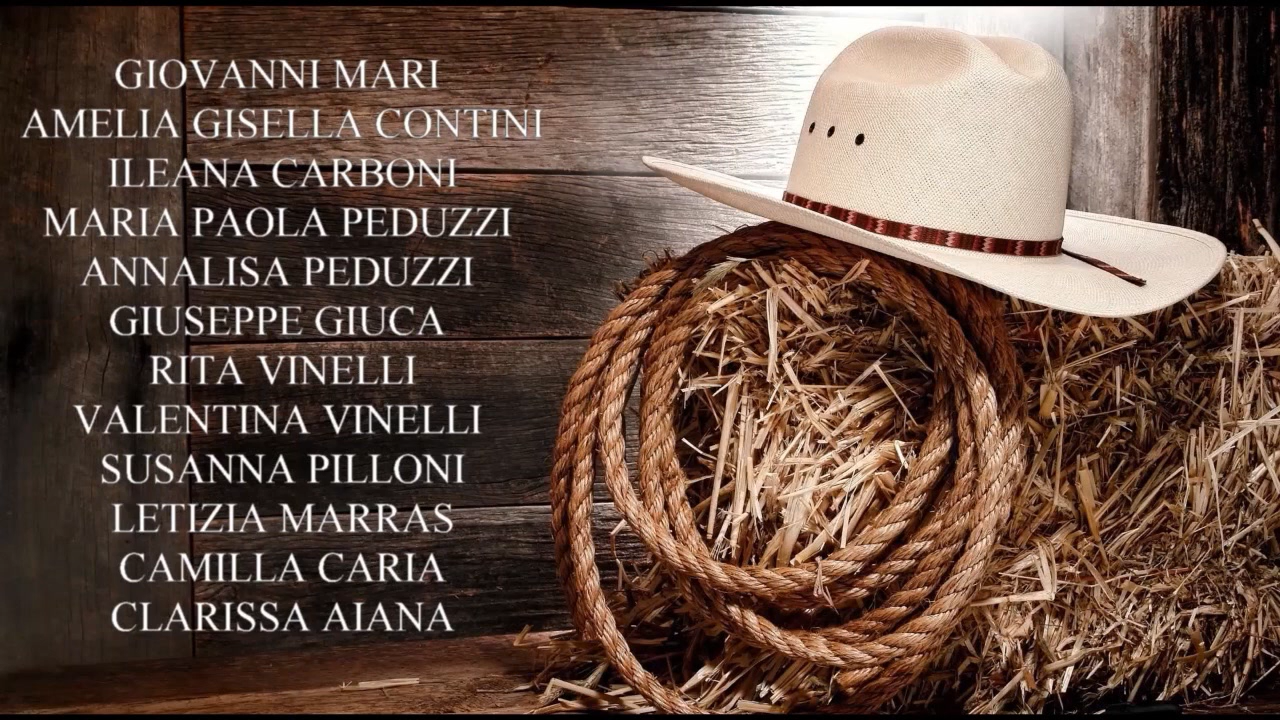 GIOVANNI MARI
AMELIA GISELLA CONTINI
ILEANA CARBONI
MARIA PAOLA PEDUZZI
ANNALISA PEDUZZI
GIUSEPPE GIUCA
RITA VINELLI
VALENTINA VINELLI
SUSANNA PILLONI
LETIZIA MARRAS
CAMILLA CARIA
CLARISSA AIANA